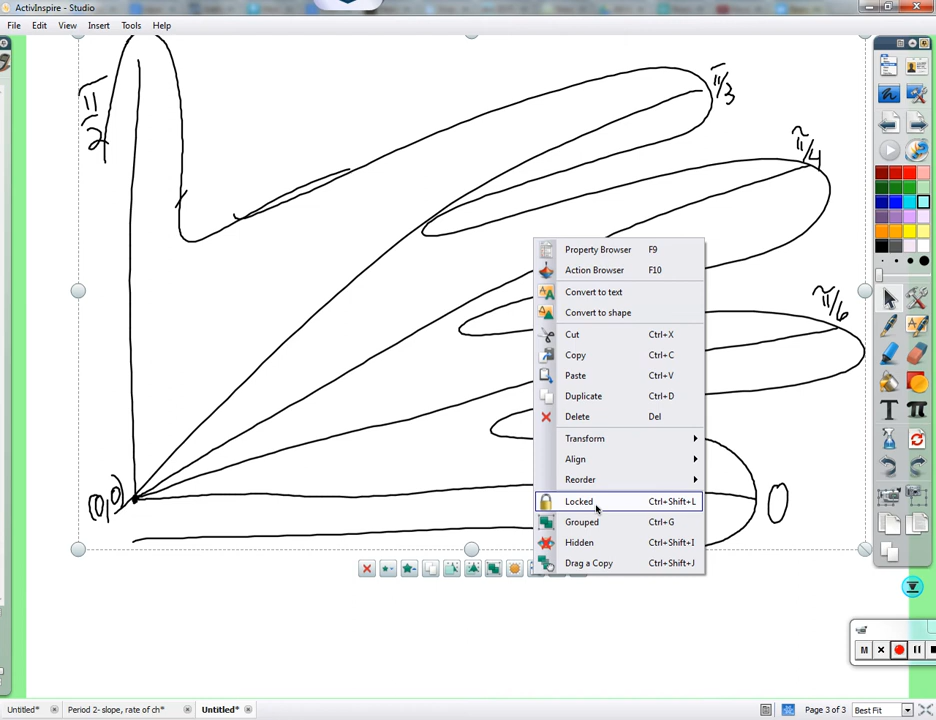 ActivInspire - Studio
File Edit View Insert Tools Help
π/2
π/3
π/4
π/6
(0,0)
0
Property Browser F9
Action Browser F10
Convert to text
Convert to shape
Cut Ctrl+X
Copy Ctrl+C
Paste Ctrl+V
Duplicate Ctrl+D
Delete Del
Transform
Align
Reorder
Locked Ctrl+Shift+L
Grouped Ctrl+G
Hidden Ctrl+Shift+I
Drag a Copy Ctrl+Shift+J
T π
M
Untitled* Period 2- slope, rate of ch* Untitled* Page 3 of 3 Best Fit